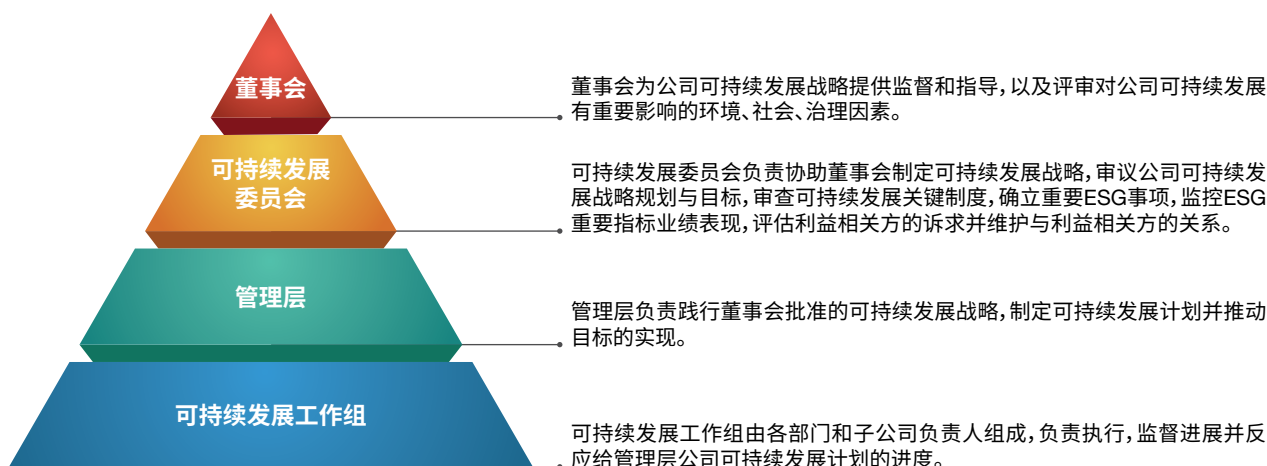 董事会
董事会为公司可持续发展战略提供监督和指导，以及评审对公司可持续发展
有重要影响的环境、社会、治理因素。
可持续发展
委员会
可持续发展委员会负责协助董事会制定可持续发展战略，审议公司可持续发
展战略规划与目标，审查可持续发展关键制度，确立重要ESG事项，监控ESG
重要指标业绩表现，评估利益相关方的诉求并维护与利益相关方的关系。
管理层
管理层负责践行董事会批准的可持续发展战略，制定可持续发展计划并推动
目标的实现。
可持续发展工作组
可持续发展工作组由各部门和子公司负责人组成，负责执行，监督进展并反
应给管理层公司可持续发展计划的进度。